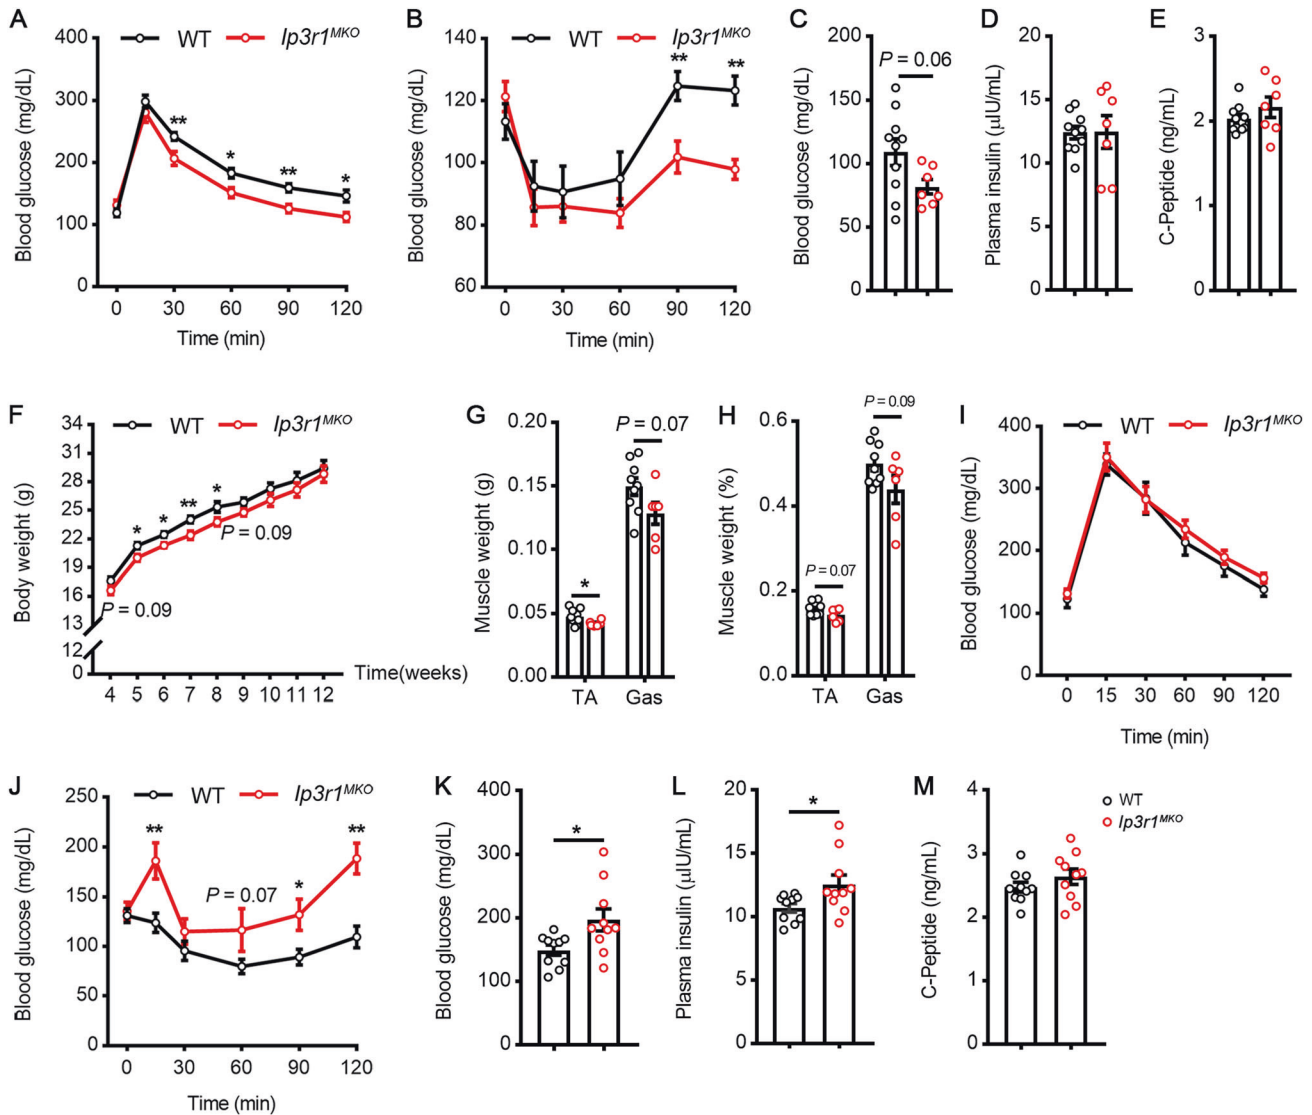 A
WT
Ip3r1MKO
Blood glucose (mg/dL)
400
300
200
100
0
**
*
**
*
0 30 60 90 120
Time (min)
B
WT
Ip3r1MKO
Blood glucose (mg/dL)
140
120
100
80
60
**
**
0 30 60 90 120
Time (min)
C
Blood glucose (mg/dL)
200
150
100
50
0
P = 0.06
D
Plasma insulin (μIU/mL)
20
15
10
5
0
E
C-Peptide (ng/mL)
3
2
1
0
F
WT
Ip3r1MKO
Body weight (g)
34
31
28
25
22
19
16
13
12
0
*
*
**
*
P = 0.09
P = 0.09
4 5 6 7 8 9 10 11 12
Time(weeks)
G
Muscle weight (g)
0.20
0.15
0.10
0.05
0.00
P = 0.07
*
TA Gas
H
Muscle weight (%)
0.6
0.4
0.2
0.0
P = 0.09
P = 0.07
TA Gas
I
WT
Ip3r1MKO
Blood glucose (mg/dL)
400
300
200
100
0
0 15 30 60 90 120
Time (min)
J
WT
Ip3r1MKO
Blood glucose (mg/dL)
250
200
150
100
50
0
**
P = 0.07
*
**
0 30 60 90 120
Time (min)
K
Blood glucose (mg/dL)
400
300
200
100
0
*
L
Plasma insulin (μIU/mL)
20
15
10
5
0
*
M
C-Peptide (ng/mL)
4
3
2
1
0
WT
Ip3r1MKO